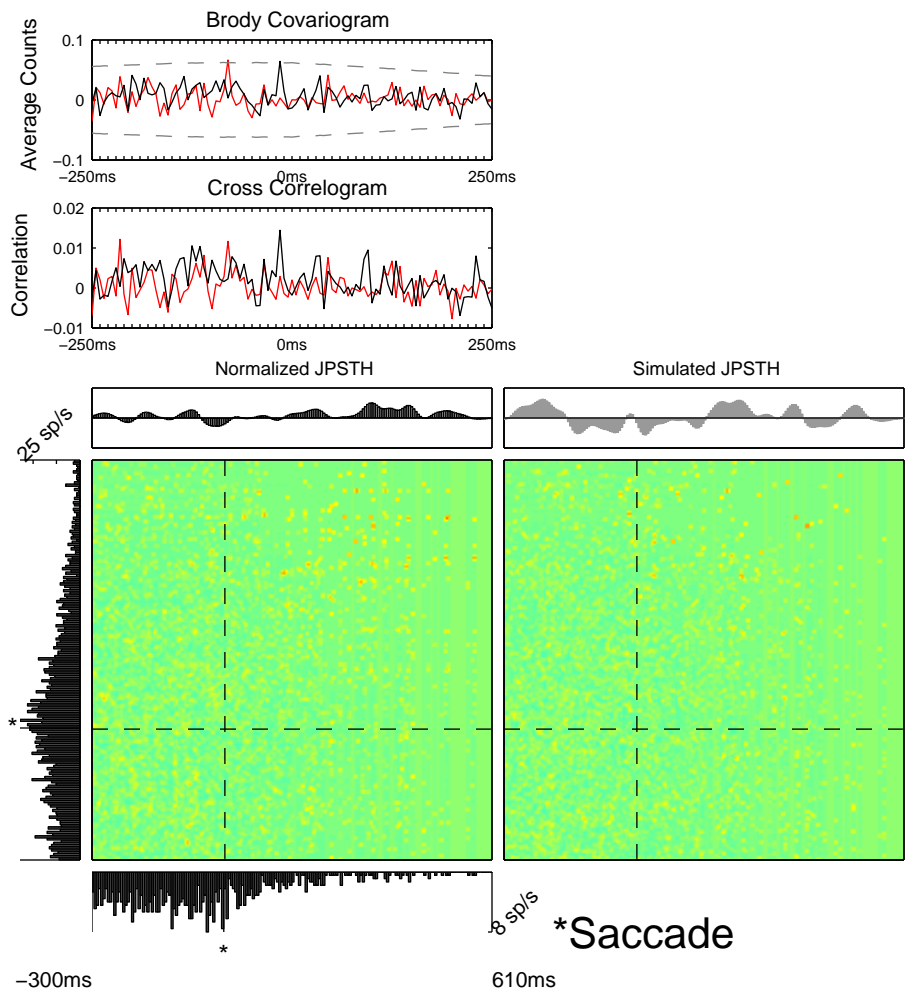 Brody Covariogram
Average Counts
0.1
0
−0.1
−250ms
0ms
250ms
Cross Correlogram
Correlation
0.02
0.01
0
−0.01
−250ms
0ms
250ms
Normalized JPSTH
Simulated JPSTH
25 sp/s
*
8 sp/s
*
*Saccade
−300ms
610ms